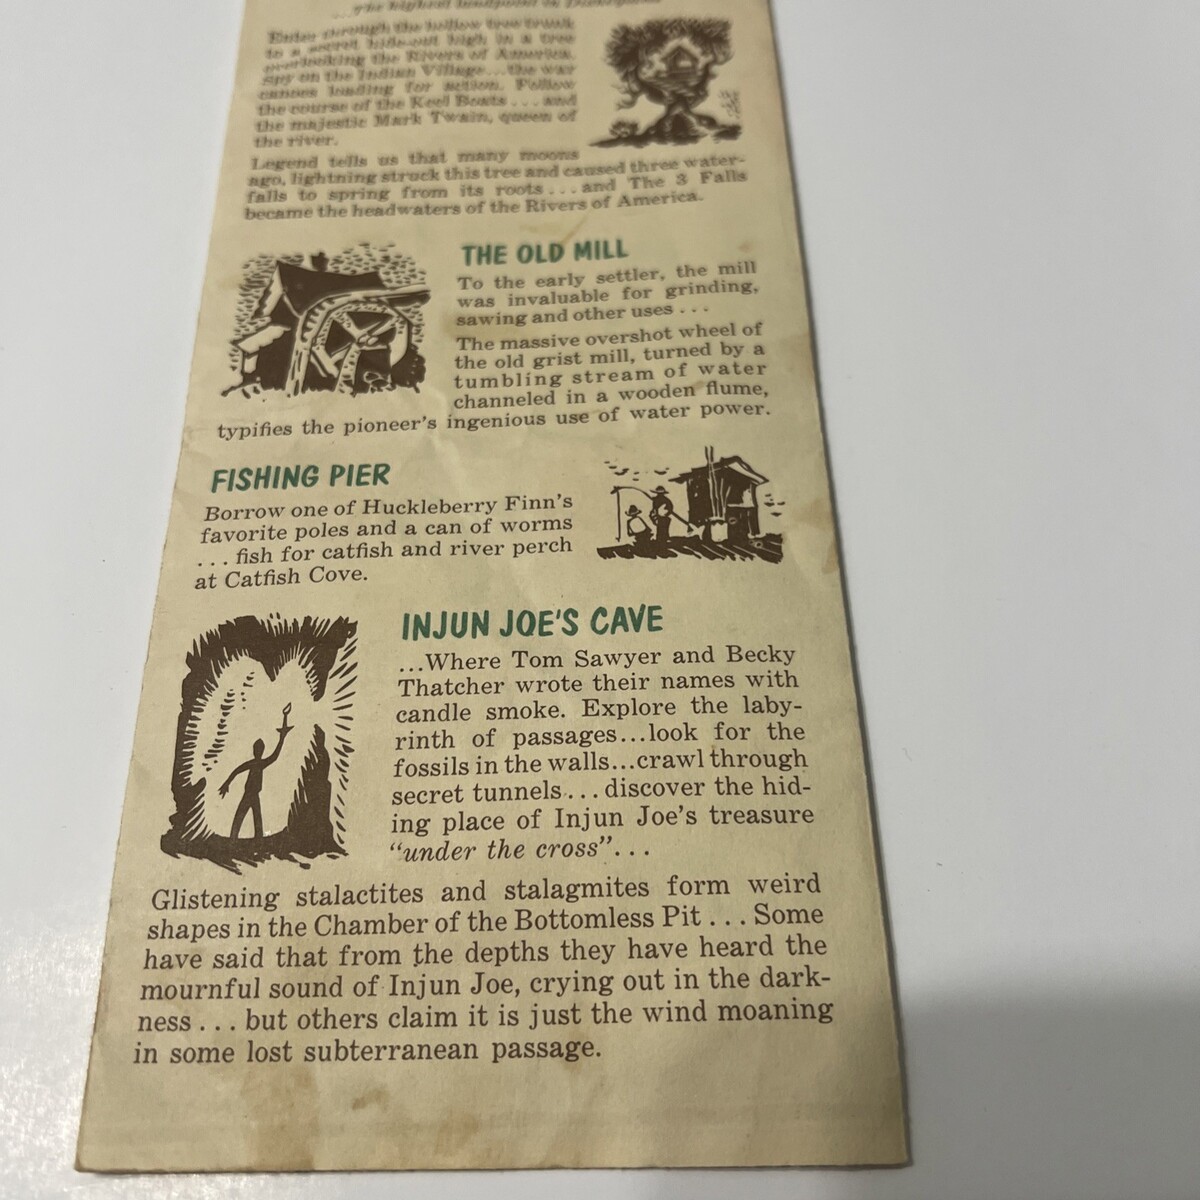 ...the highest landpoint in Disneyland
Enter through the hollow tree trunk
to a secret hide-out high in a tree
overlooking the Rivers of America.
Spy on the Indian Village...the war
canoes loading for action. Follow
the course of the Keel Boats...and
the majestic Mark Twain, queen of
the river.
Legend tells us that many moons
ago, lightning struck this tree and caused three water-
falls to spring from its roots...and The 3 Falls
became the headwaters of the Rivers of America.
THE OLD MILL
To the early settler, the mill
was invaluable for grinding,
sawing and other uses...
The massive overshot wheel of
the old grist mill, turned by a
tumbling stream of water
channeled in a wooden flume,
typifies the pioneer's ingenious use of water power.
FISHING PIER
Borrow one of Huckleberry Finn's
favorite poles and a can of worms
...fish for catfish and river perch
at Catfish Cove.
INJUN JOE'S CAVE
...Where Tom Sawyer and Becky
Thatcher wrote their names with
candle smoke. Explore the laby-
rinth of passages...look for the
fossils in the walls...crawl through
secret tunnels...discover the hid-
ing place of Injun Joe's treasure
"under the cross"...
Glistening stalactites and stalagmites form weird
shapes in the Chamber of the Bottomless Pit...Some
have said that from the depths they have heard the
mournful sound of Injun Joe, crying out in the dark-
ness...but others claim it is just the wind moaning
in some lost subterranean passage.